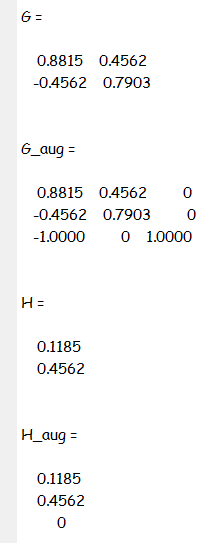 G =
0.8815 0.4562
-0.4562 0.7903
G_aug =
0.8815 0.4562 0
-0.4562 0.7903 0
-1.0000 0 1.0000
H =
0.1185
0.4562
H_aug =
0.1185
0.4562
0